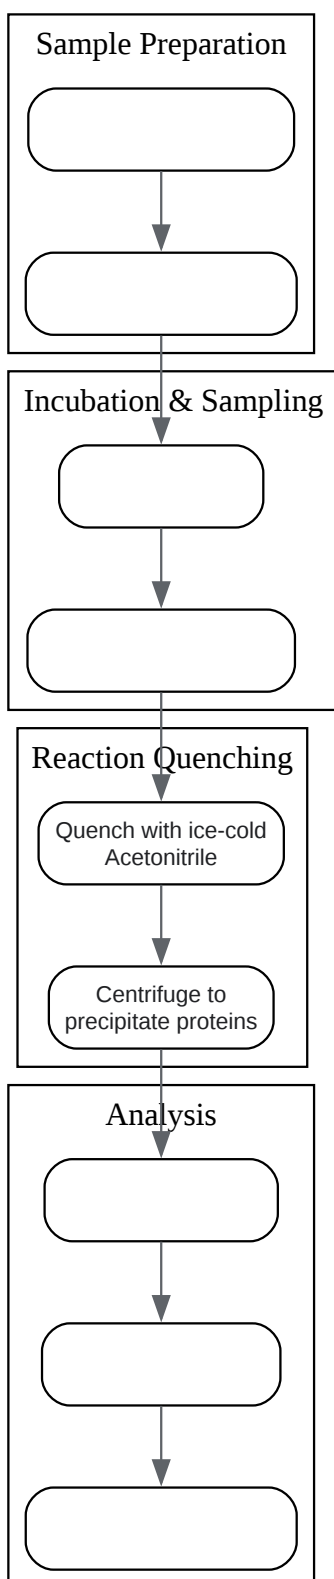 Sample Preparation
Incubation & Sampling
Reaction Quenching
Quench with ice-cold
Acetonitrile
Centrifuge to
precipitate proteins
Analysis